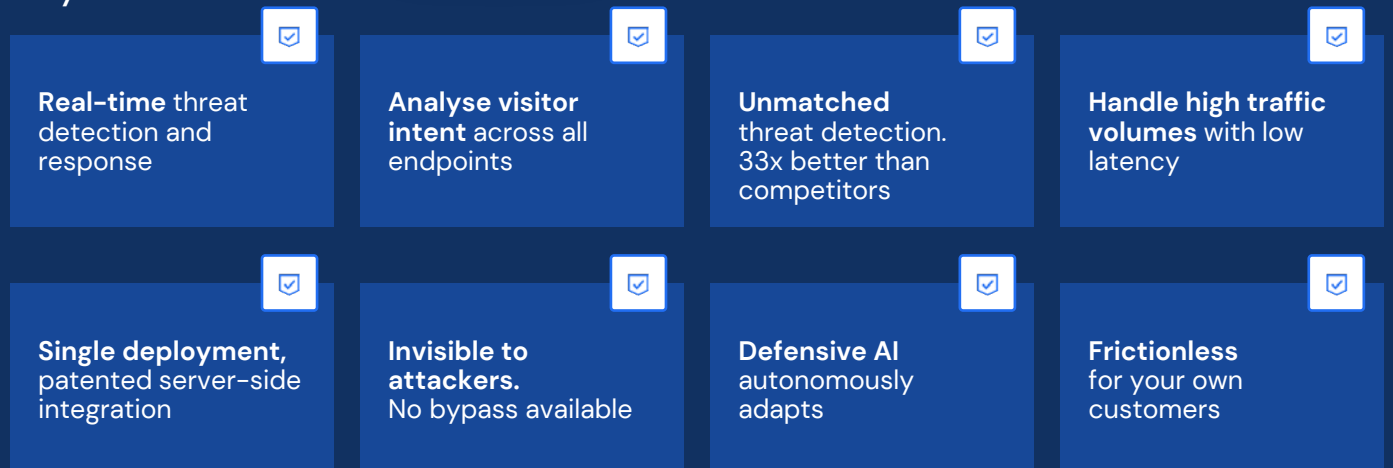 Real-time threat
detection and
response
Analyse visitor
intent across all
endpoints
Unmatched
threat detection.
33x better than
competitors
Handle high traffic
volumes with low
latency
Single deployment,
patented server-side
integration
Invisible to
attackers.
No bypass available
Defensive AI
autonomously
adapts
Frictionless
for your own
customers